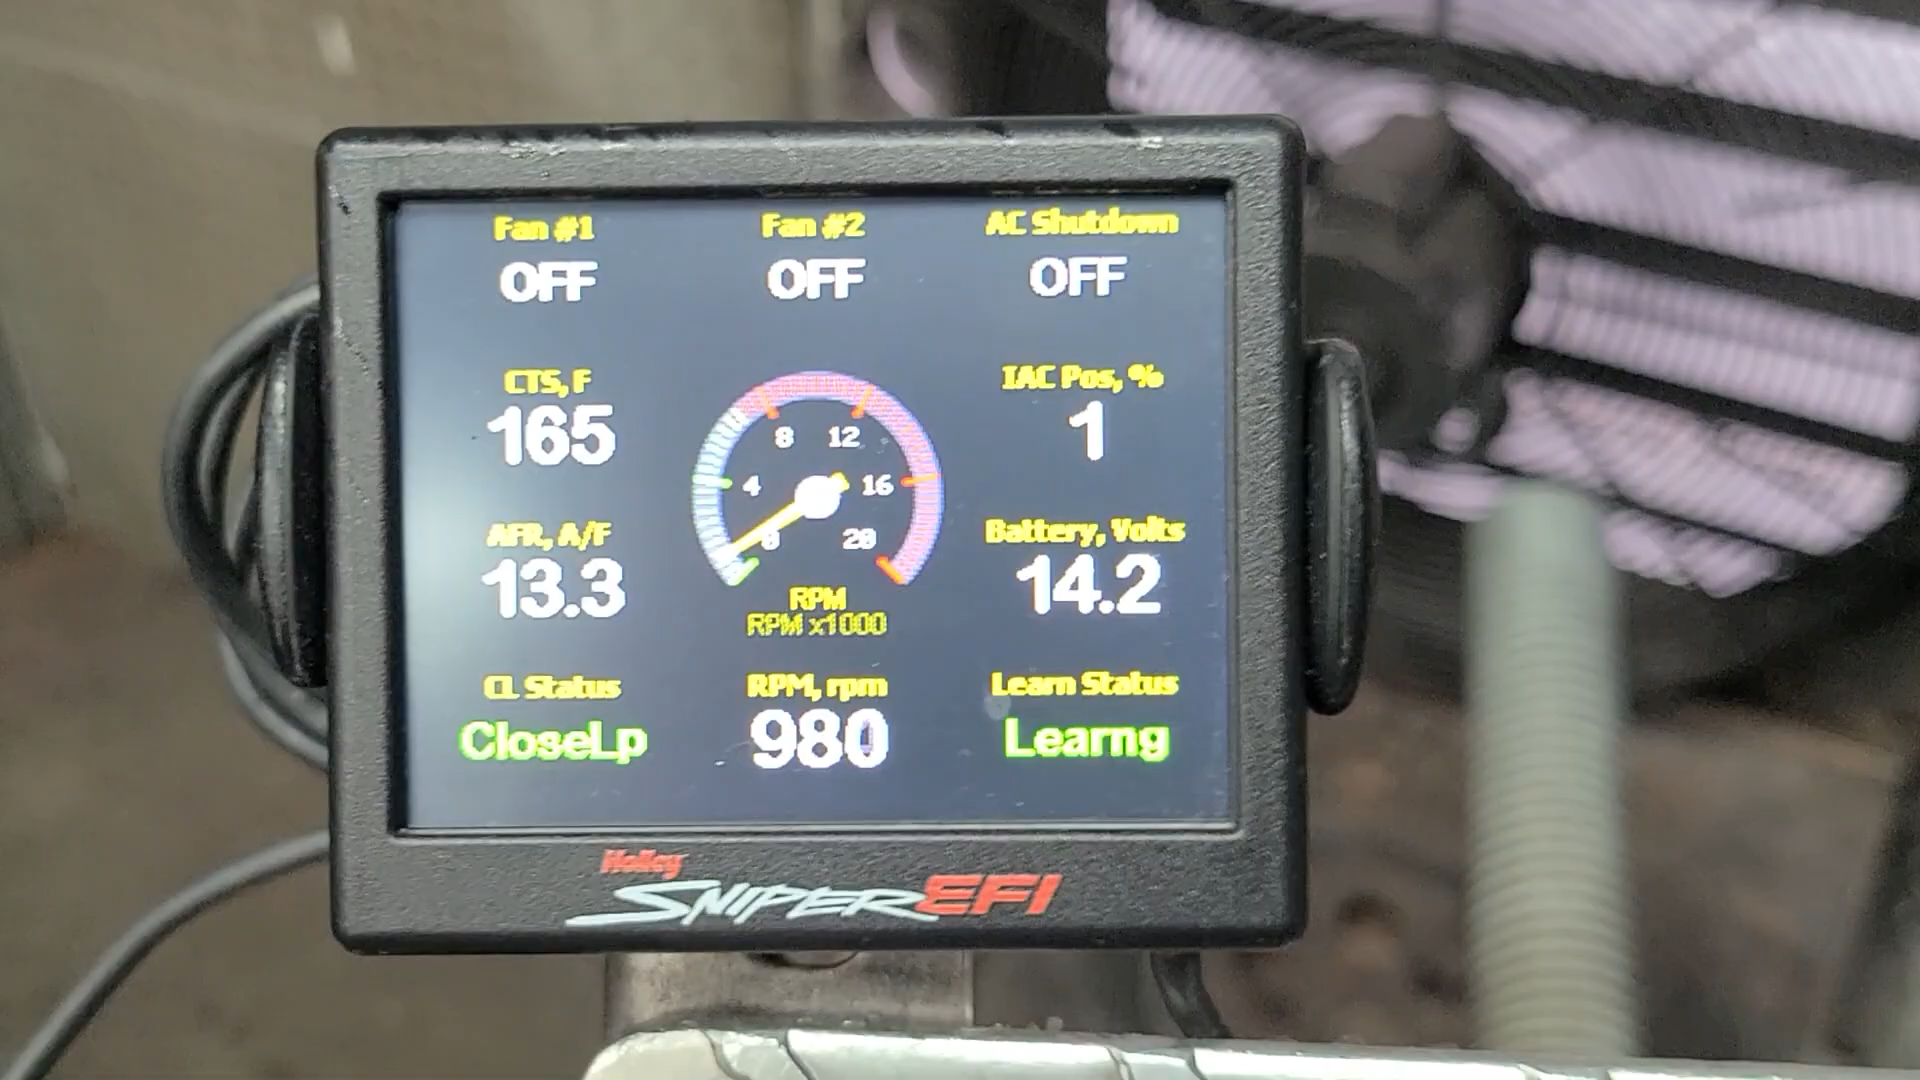 Fan #1
OFF
Fan #2
OFF
AC Shutdown
OFF
CTS, F
165
IAC Pos, %
1
0
4
8
12
16
20
RPM
RPM x1000
AFR, A/F
13.3
Battery, Volts
14.2
CL Status
CloseLp
RPM, rpm
980
Learn Status
Learng
Holley
SNIPER EFI